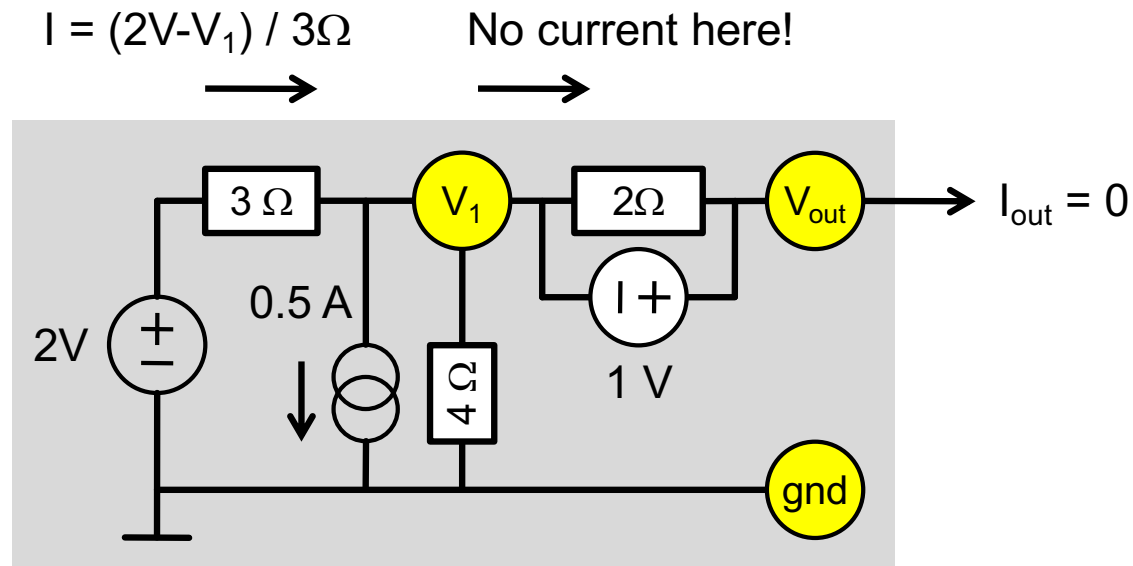 I = (2V-V₁) / 3Ω
No current here!
3 Ω
V₁
2Ω
Vₒᵤₜ
Iₒᵤₜ = 0
0.5 A
+
−
2V
4 Ω
− +
1 V
gnd